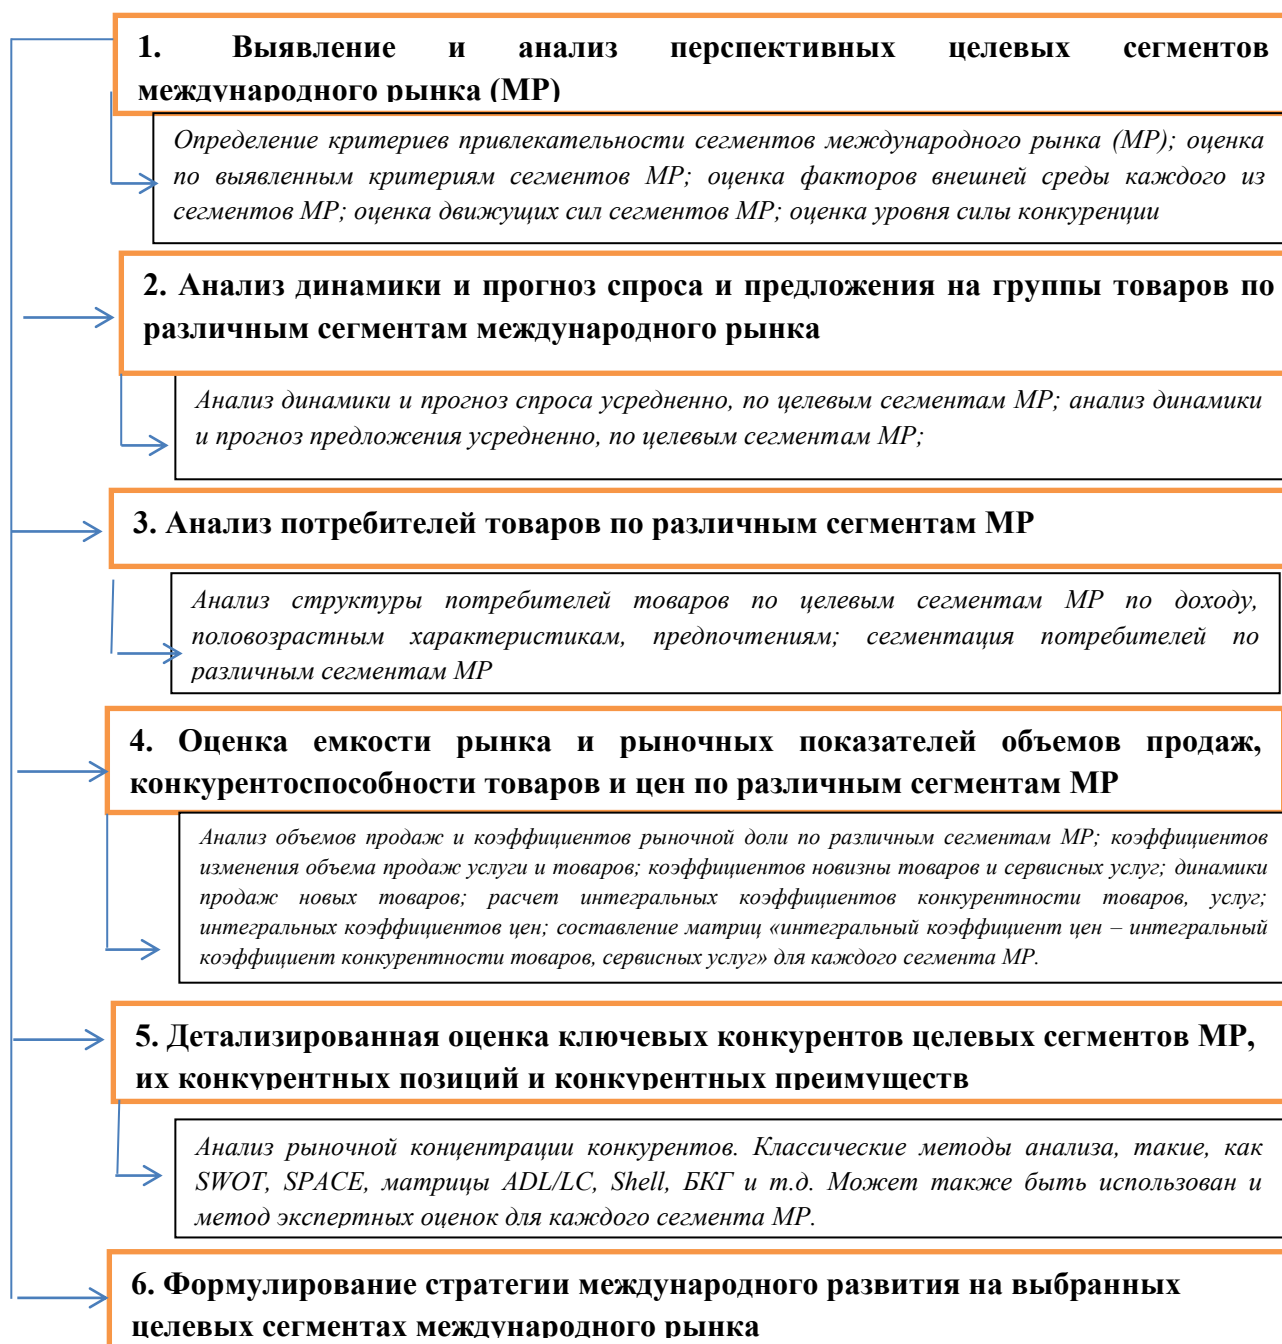 1. Выявление и анализ перспективных целевых сегментов
международного рынка (МР)
Определение критериев привлекательности сегментов международного рынка (МР); оценка
по выявленным критериям сегментов МР; оценка факторов внешней среды каждого из
сегментов МР; оценка движущих сил сегментов МР; оценка уровня силы конкуренции
2. Анализ динамики и прогноз спроса и предложения на группы товаров по
различным сегментам международного рынка
Анализ динамики и прогноз спроса усредненно, по целевым сегментам МР; анализ динамики
и прогноз предложения усредненно, по целевым сегментам МР;
3. Анализ потребителей товаров по различным сегментам МР
Анализ структуры потребителей товаров по целевым сегментам МР по доходу,
половозрастным характеристикам, предпочтениям; сегментация потребителей по
различным сегментам МР
4. Оценка емкости рынка и рыночных показателей объемов продаж,
конкурентоспособности товаров и цен по различным сегментам МР
Анализ объемов продаж и коэффициентов рыночной доли по различным сегментам МР; коэффициентов
изменения объема продаж услуги и товаров; коэффициентов новизны товаров и сервисных услуг; динамики
продаж новых товаров; расчет интегральных коэффициентов конкурентности товаров, услуг;
интегральных коэффициентов цен; составление матриц «интегральный коэффициент цен – интегральный
коэффициент конкурентности товаров, сервисных услуг» для каждого сегмента МР.
5. Детализированная оценка ключевых конкурентов целевых сегментов МР,
их конкурентных позиций и конкурентных преимуществ
Анализ рыночной концентрации конкурентов. Классические методы анализа, такие, как
SWOT, SPACE, матрицы ADL/LC, Shell, БКГ и т.д. Может также быть использован и
метод экспертных оценок для каждого сегмента МР.
6. Формулирование стратегии международного развития на выбранных
целевых сегментах международного рынка